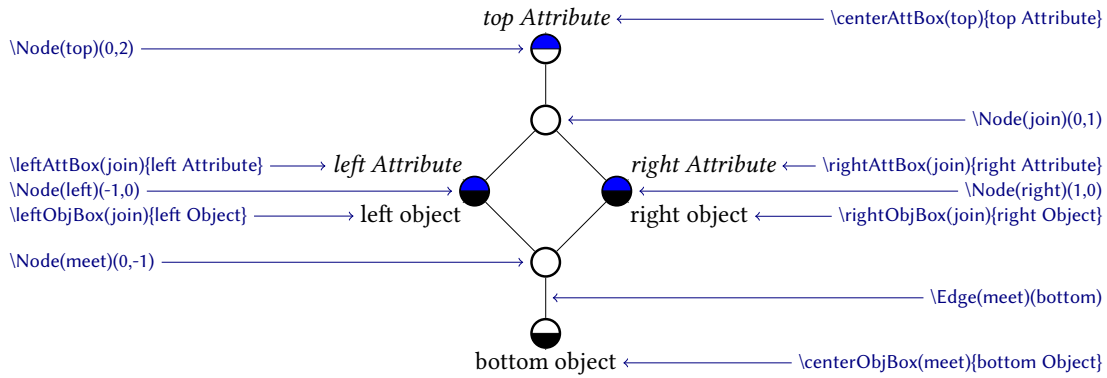 top Attribute
\centerAttBox(top){top Attribute}
\Node(top)(0,2)
\Node(join)(0,1)
\leftAttBox(join){left Attribute}
left Attribute
right Attribute
\rightAttBox(join){right Attribute}
\Node(left)(-1,0)
\Node(right)(1,0)
\leftObjBox(join){left Object}
left object
right object
\rightObjBox(join){right Object}
\Node(meet)(0,-1)
\Edge(meet)(bottom)
bottom object
\centerObjBox(meet){bottom Object}